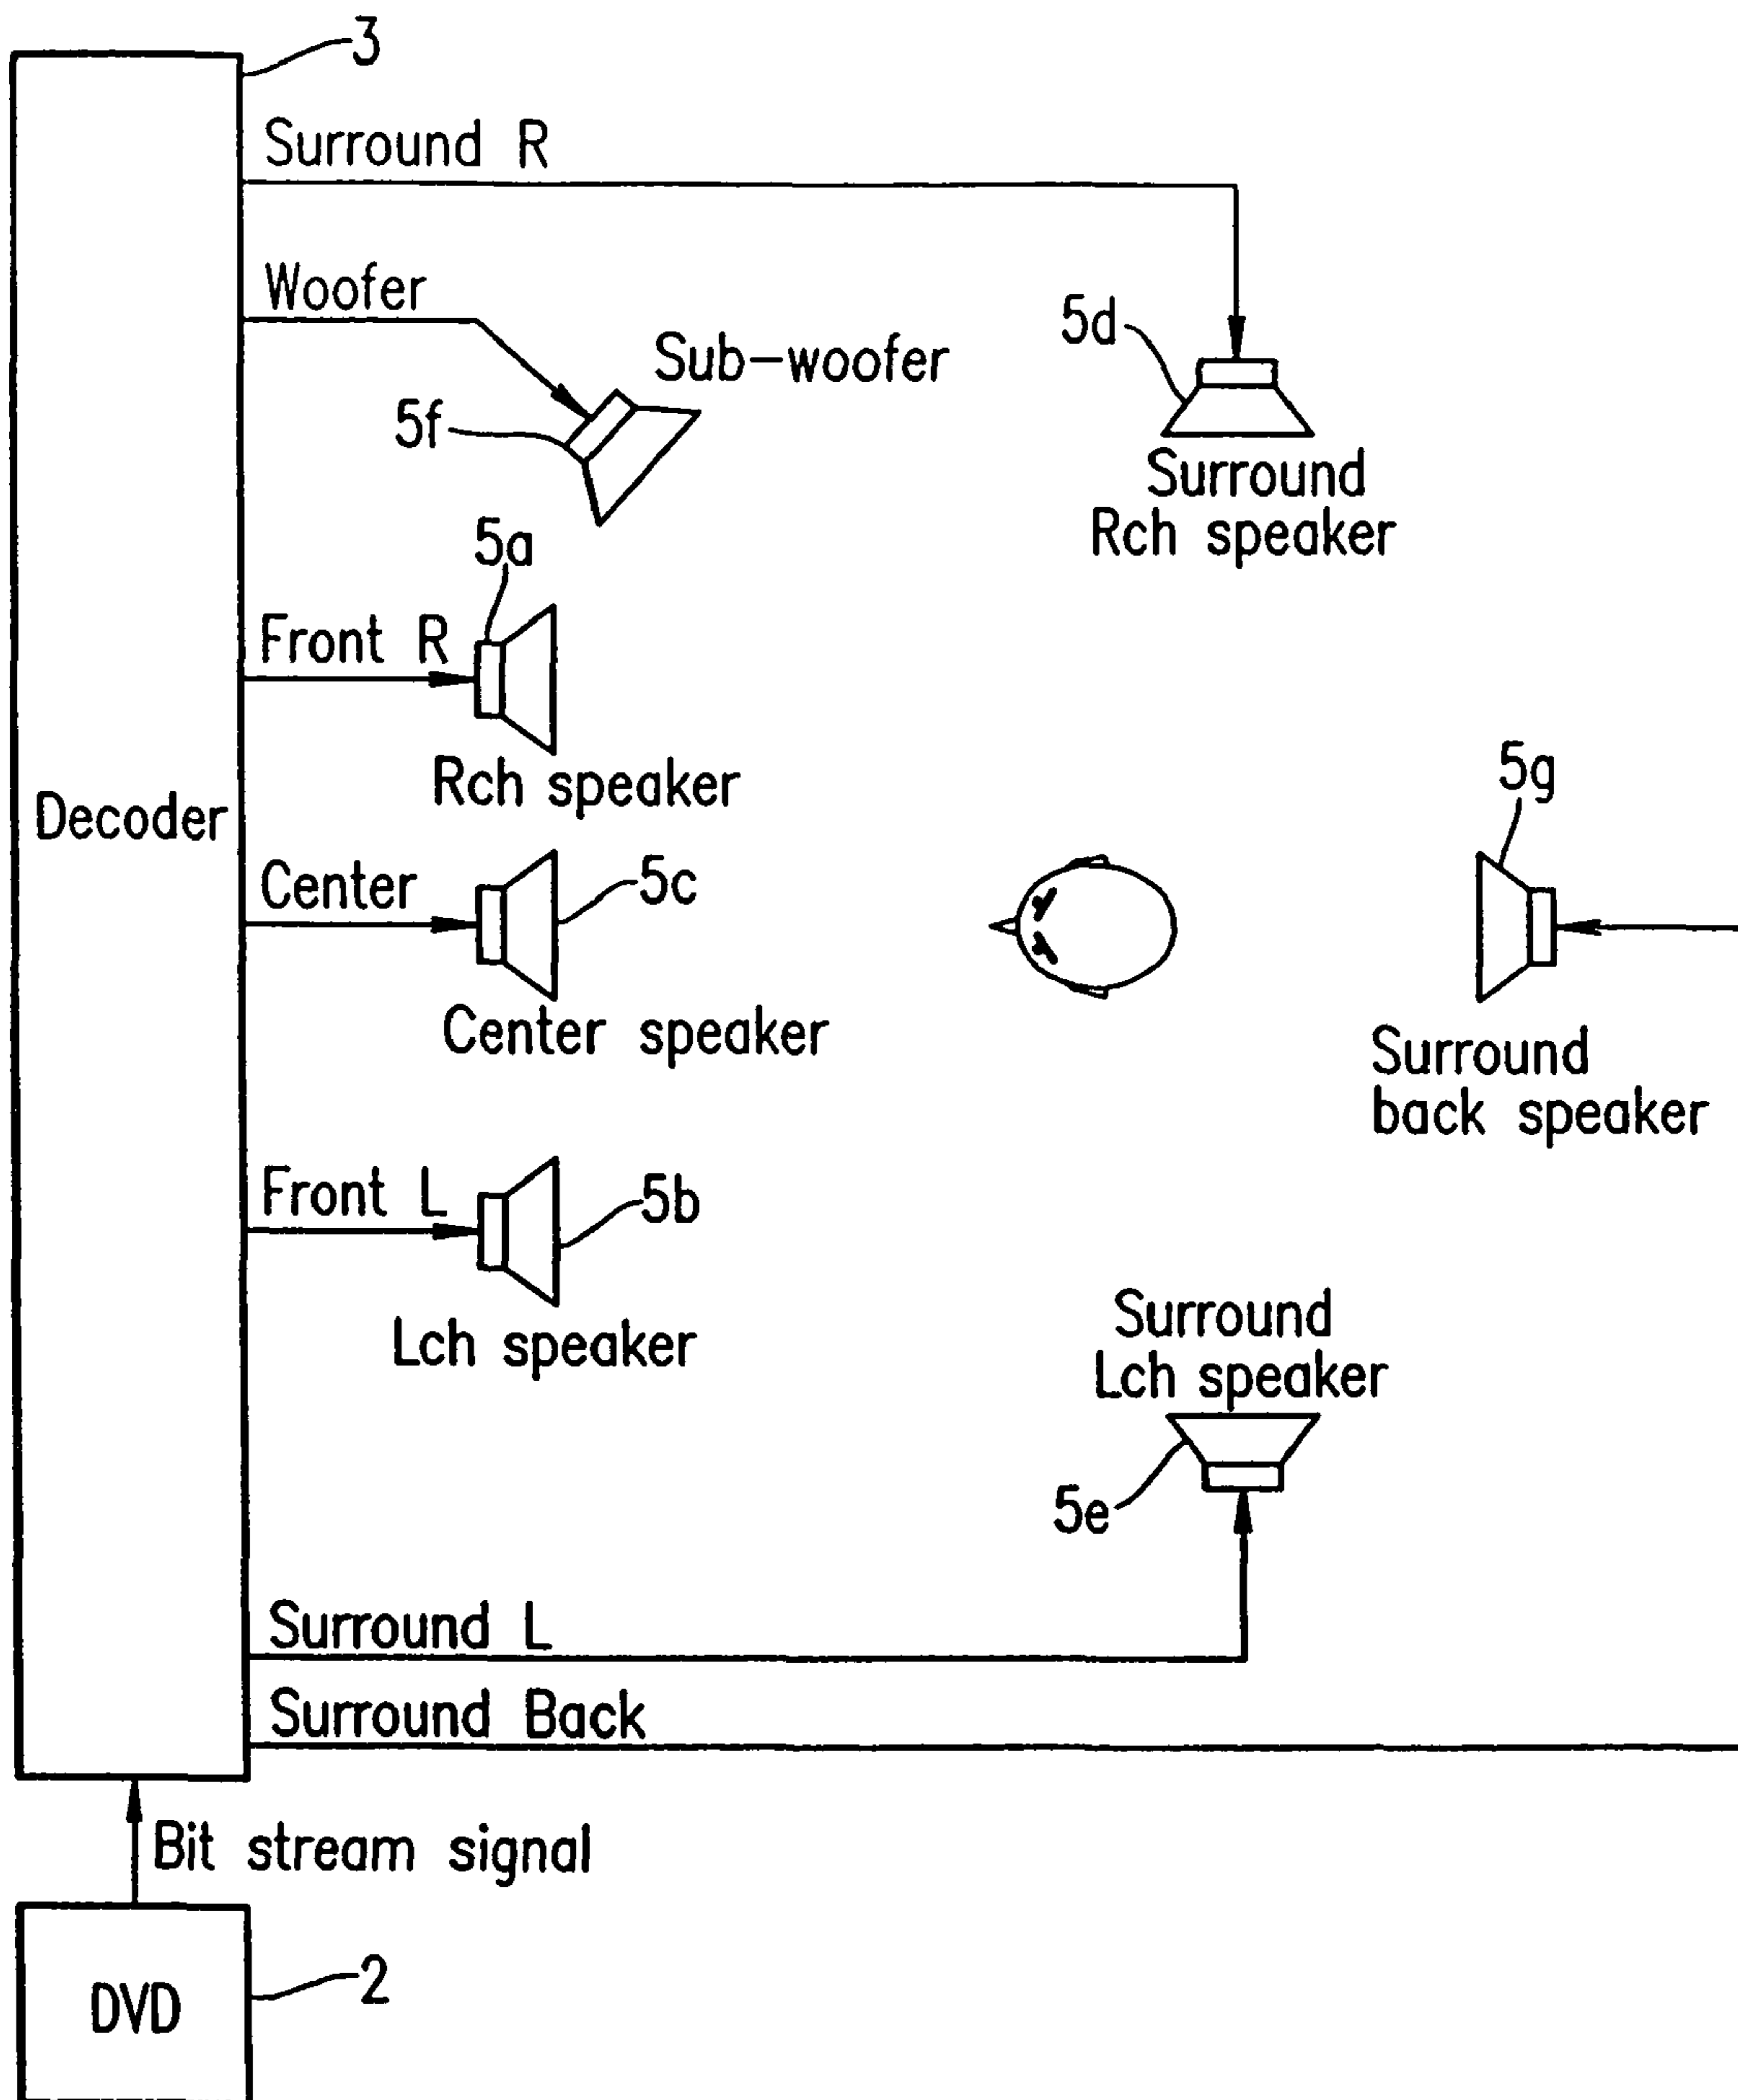 3
Surround R
Woofer
5d
Sub-woofer
5f
Surround
Rch speaker
5a
Front R
Rch speaker
5g
Decoder
Center
5c
Center speaker
Surround
back speaker
Front L
5b
Lch speaker
Surround
Lch speaker
5e
Surround L
Surround Back
Bit stream signal
DVD
2